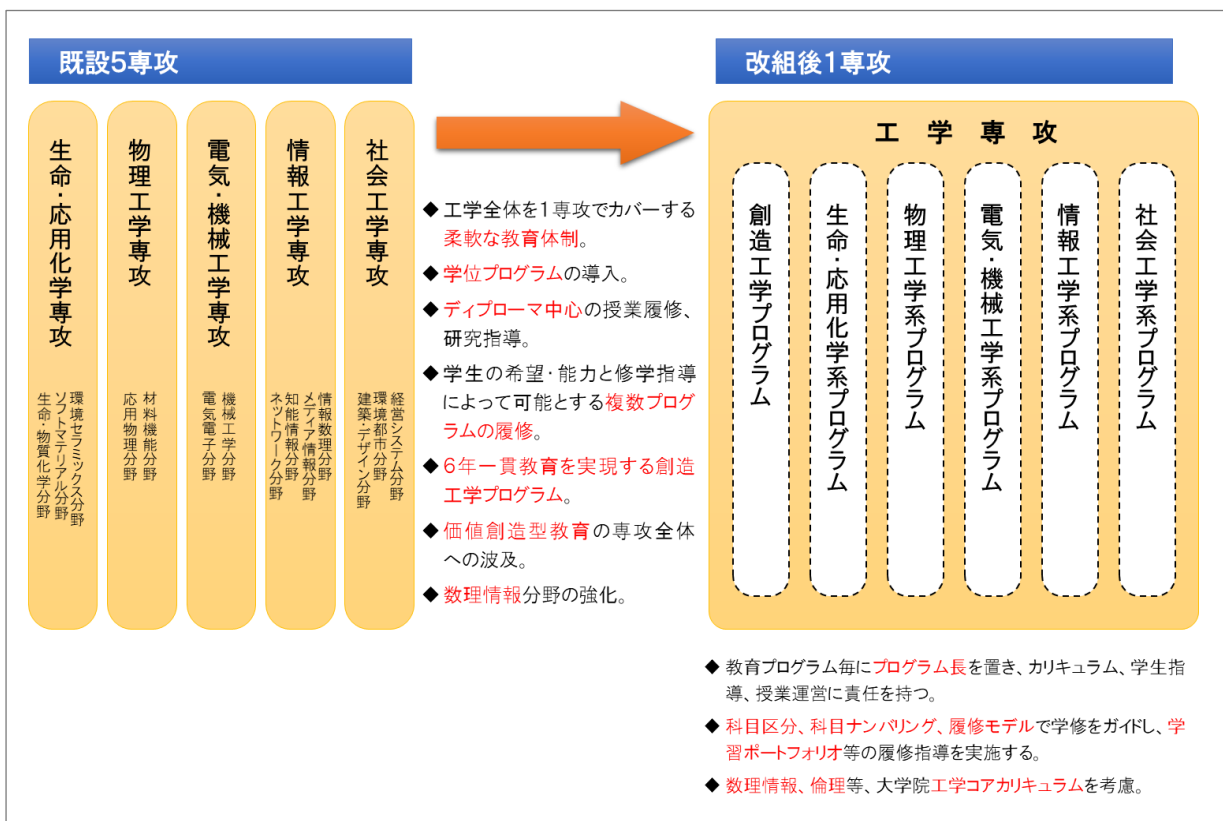 既設5専攻
生命・応用化学専攻
環境セラミックス分野
ソフトマテリアル分野
生命・物質化学分野
物理工学専攻
材料機能分野
応用物理分野
電気・機械工学専攻
機械工学分野
電気電子分野
情報工学専攻
情報数理分野
メディア情報分野
知能情報分野
ネットワーク分野
社会工学専攻
経営システム分野
環境都市分野
建築・デザイン分野
◆工学全体を1専攻でカバーする
柔軟な教育体制。
◆学位プログラムの導入。
◆ディプローマ中心の授業履修、
研究指導。
◆学生の希望・能力と修学指導
によって可能とする複数プログ
ラムの履修。
◆6年一貫教育を実現する創造
工学プログラム。
◆価値創造型教育の専攻全体
への波及。
◆数理情報分野の強化。
改組後1専攻
工学専攻
創造工学プログラム
生命・応用化学系プログラム
物理工学系プログラム
電気・機械工学系プログラム
情報工学系プログラム
社会工学系プログラム
◆教育プログラム毎にプログラム長を置き、カリキュラム、学生指
導、授業運営に責任を持つ。
◆科目区分、科目ナンバリング、履修モデルで学修をガイドし、学
習ポートフォリオ等の履修指導を実施する。
◆数理情報、倫理等、大学院工学コアカリキュラムを考慮。